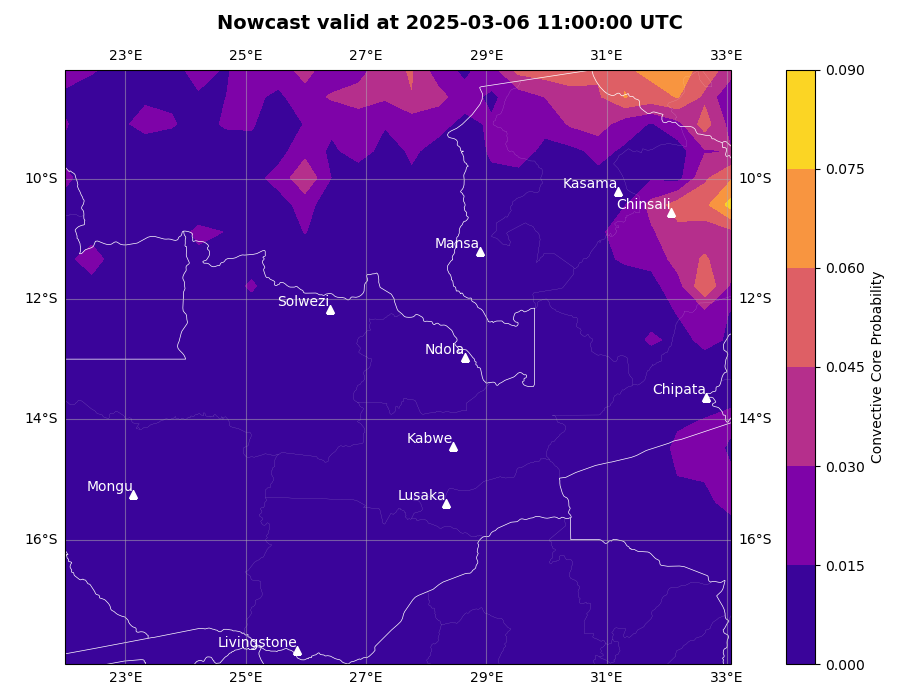 Nowcast valid at 2025-03-06 11:00:00 UTC
23°E 25°E 27°E 29°E 31°E 33°E
0.090
0.075
10°S Kasama 10°S
Chinsali
Mansa
0.060
12°S Solwezi 12°S
Ndola
0.045
Chipata
14°S 14°S
Kabwe
0.030
Mongu Lusaka
16°S 16°S
0.015
Livingstone
0.000
23°E 25°E 27°E 29°E 31°E 33°E
Convective Core Probability